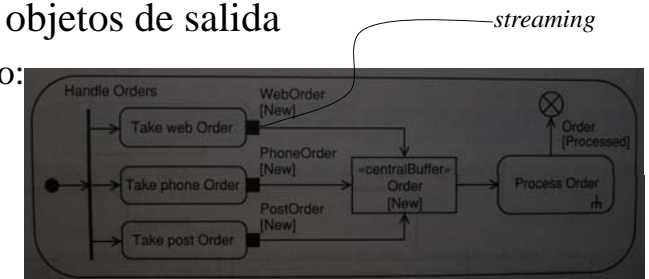 objetos de salida
streaming
o:
Handle Orders
WebOrder
[New]
Take web Order
Order
[Processed]
PhoneOrder
[New]
«centralBuffer»
Order
[New]
Take phone Order
Process Order
PostOrder
[New]
Take post Order